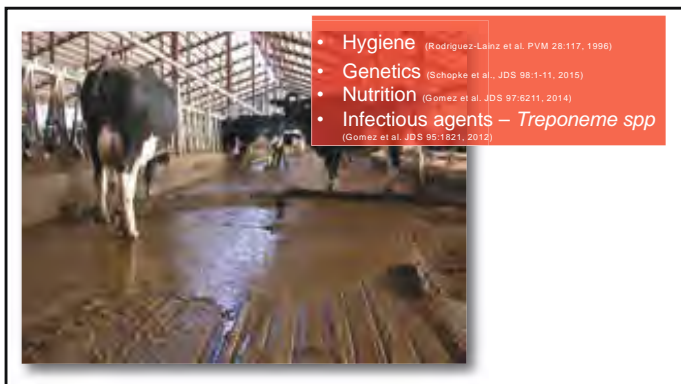 • Hygiene (Rodriguez-Lainz et al. PVM 28:117, 1996)
• Genetics (Schopke et al., JDS 98:1-11, 2015)
• Nutrition (Gomez et al. JDS 97:6211, 2014)
• Infectious agents – Treponeme spp
(Gomez et al. JDS 95:1821, 2012)